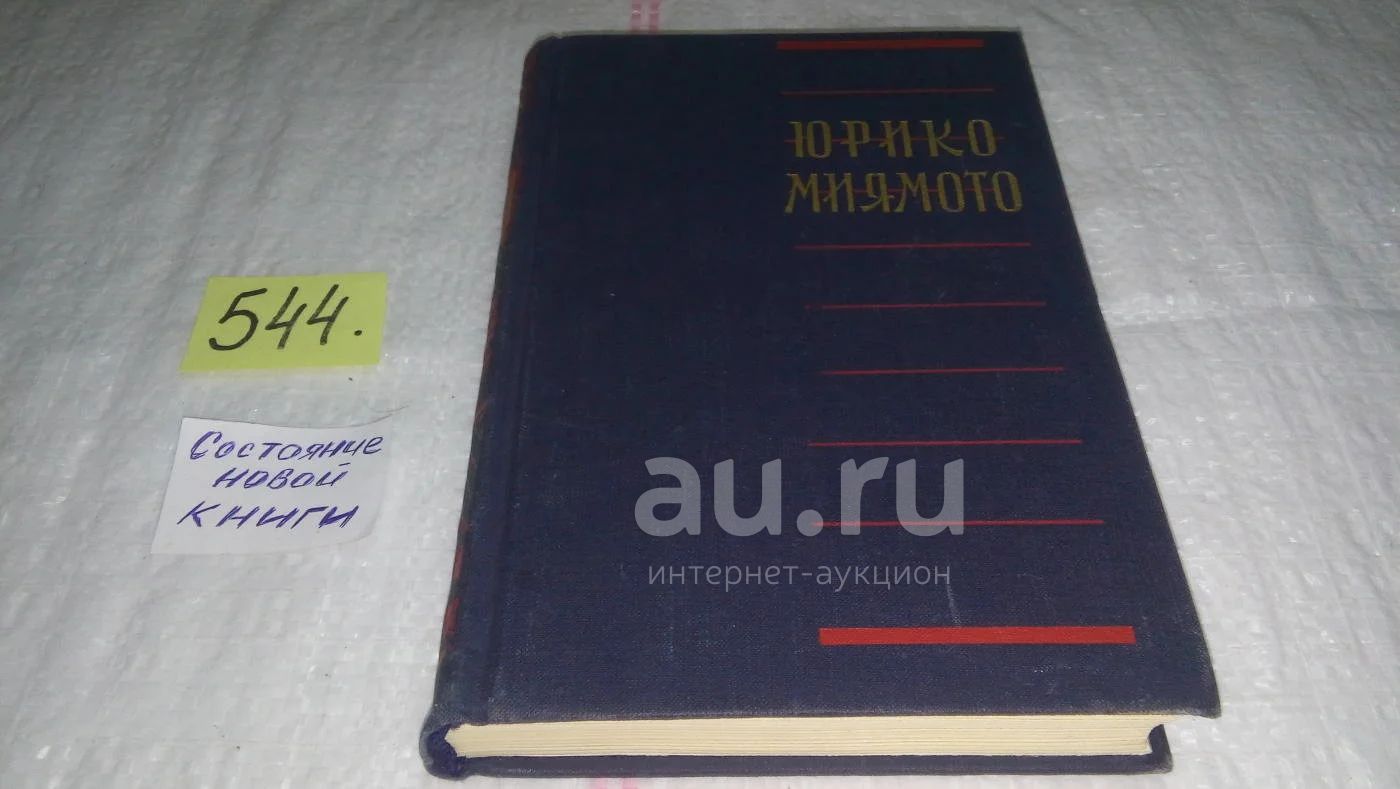 ЮРИКО
МИЯМОТО
544.
Состояние
новой
книги
au.ru
интернет-аукцион